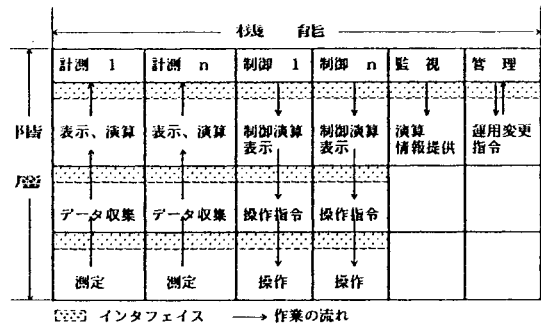 機能
計測 1 計測 n 制御 1 制御 n 監視 管理
階層
表示、演算 表示、演算 制御演算 表示 制御演算 表示 演算 情報提供 運用変更 指令
データ収集 データ収集 操作指令 操作指令
測定 測定 操作 操作
インタフェイス → 作業の流れ